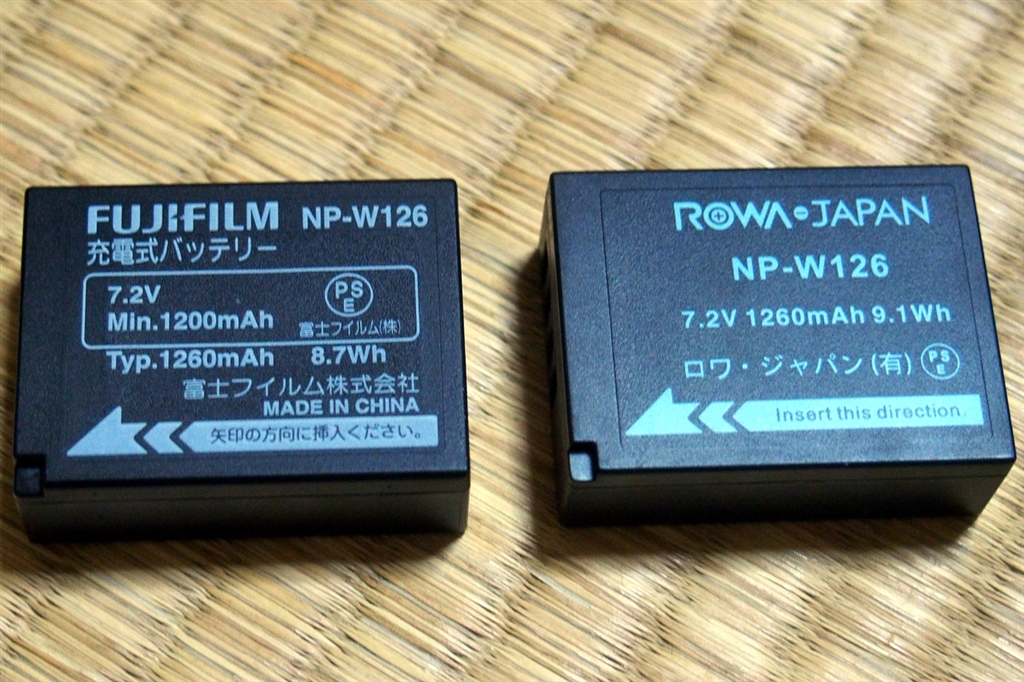 FUJIFILM NP-W126
充電式バッテリー
7.2V
Min.1200mAh
PSE
富士フイルム(株)
Typ.1260mAh 8.7Wh
富士フイルム株式会社
MADE IN CHINA
矢印の方向に挿入ください。
ROWA-JAPAN
NP-W126
7.2V 1260mAh 9.1Wh
ロワ・ジャパン(有) PSE
Insert this direction.